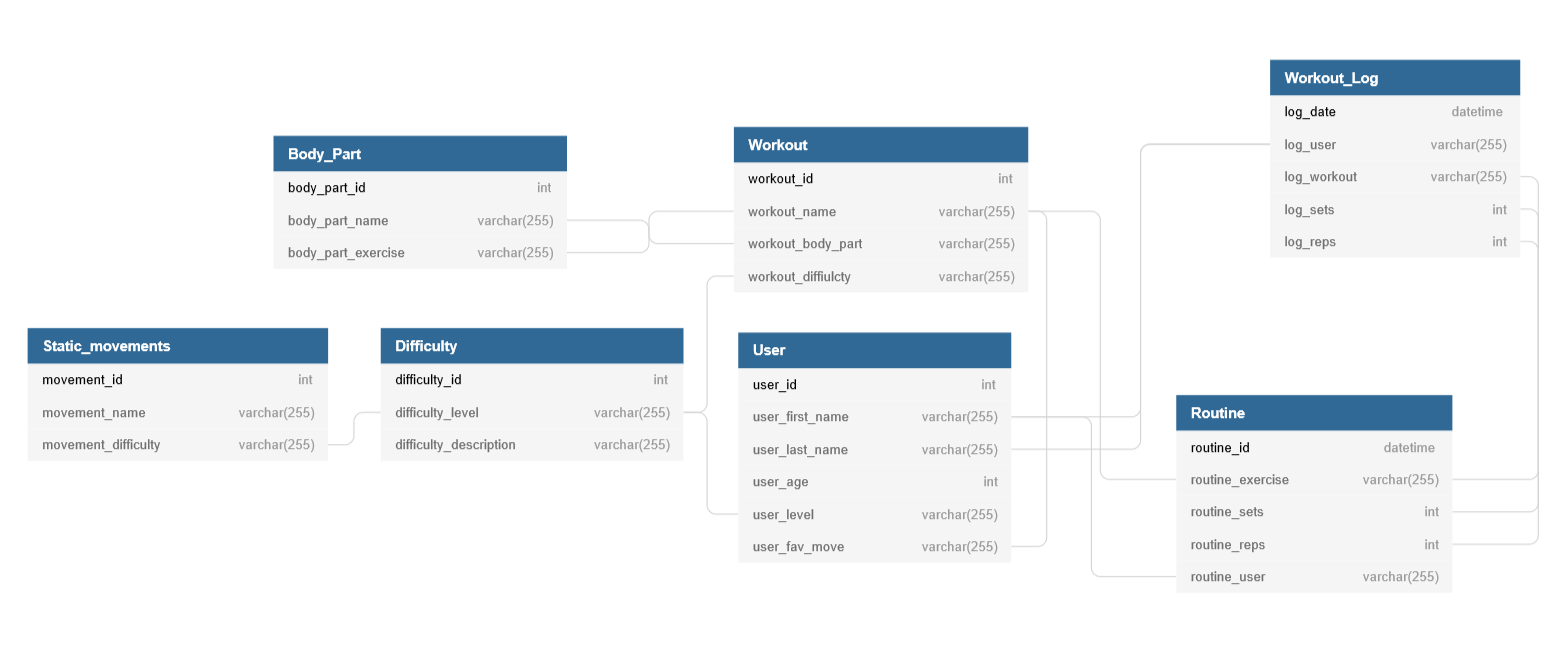 Workout_Log
log_date datetime
log_user varchar(255)
log_workout varchar(255)
log_sets int
log_reps int
Body_Part
body_part_id int
body_part_name varchar(255)
body_part_exercise varchar(255)
Workout
workout_id int
workout_name varchar(255)
workout_body_part varchar(255)
workout_diffiulcty varchar(255)
Static_movements
movement_id int
movement_name varchar(255)
movement_difficulty varchar(255)
Difficulty
difficulty_id int
difficulty_level varchar(255)
difficulty_description varchar(255)
User
user_id int
user_first_name varchar(255)
user_last_name varchar(255)
user_age int
user_level varchar(255)
user_fav_move varchar(255)
Routine
routine_id datetime
routine_exercise varchar(255)
routine_sets int
routine_reps int
routine_user varchar(255)